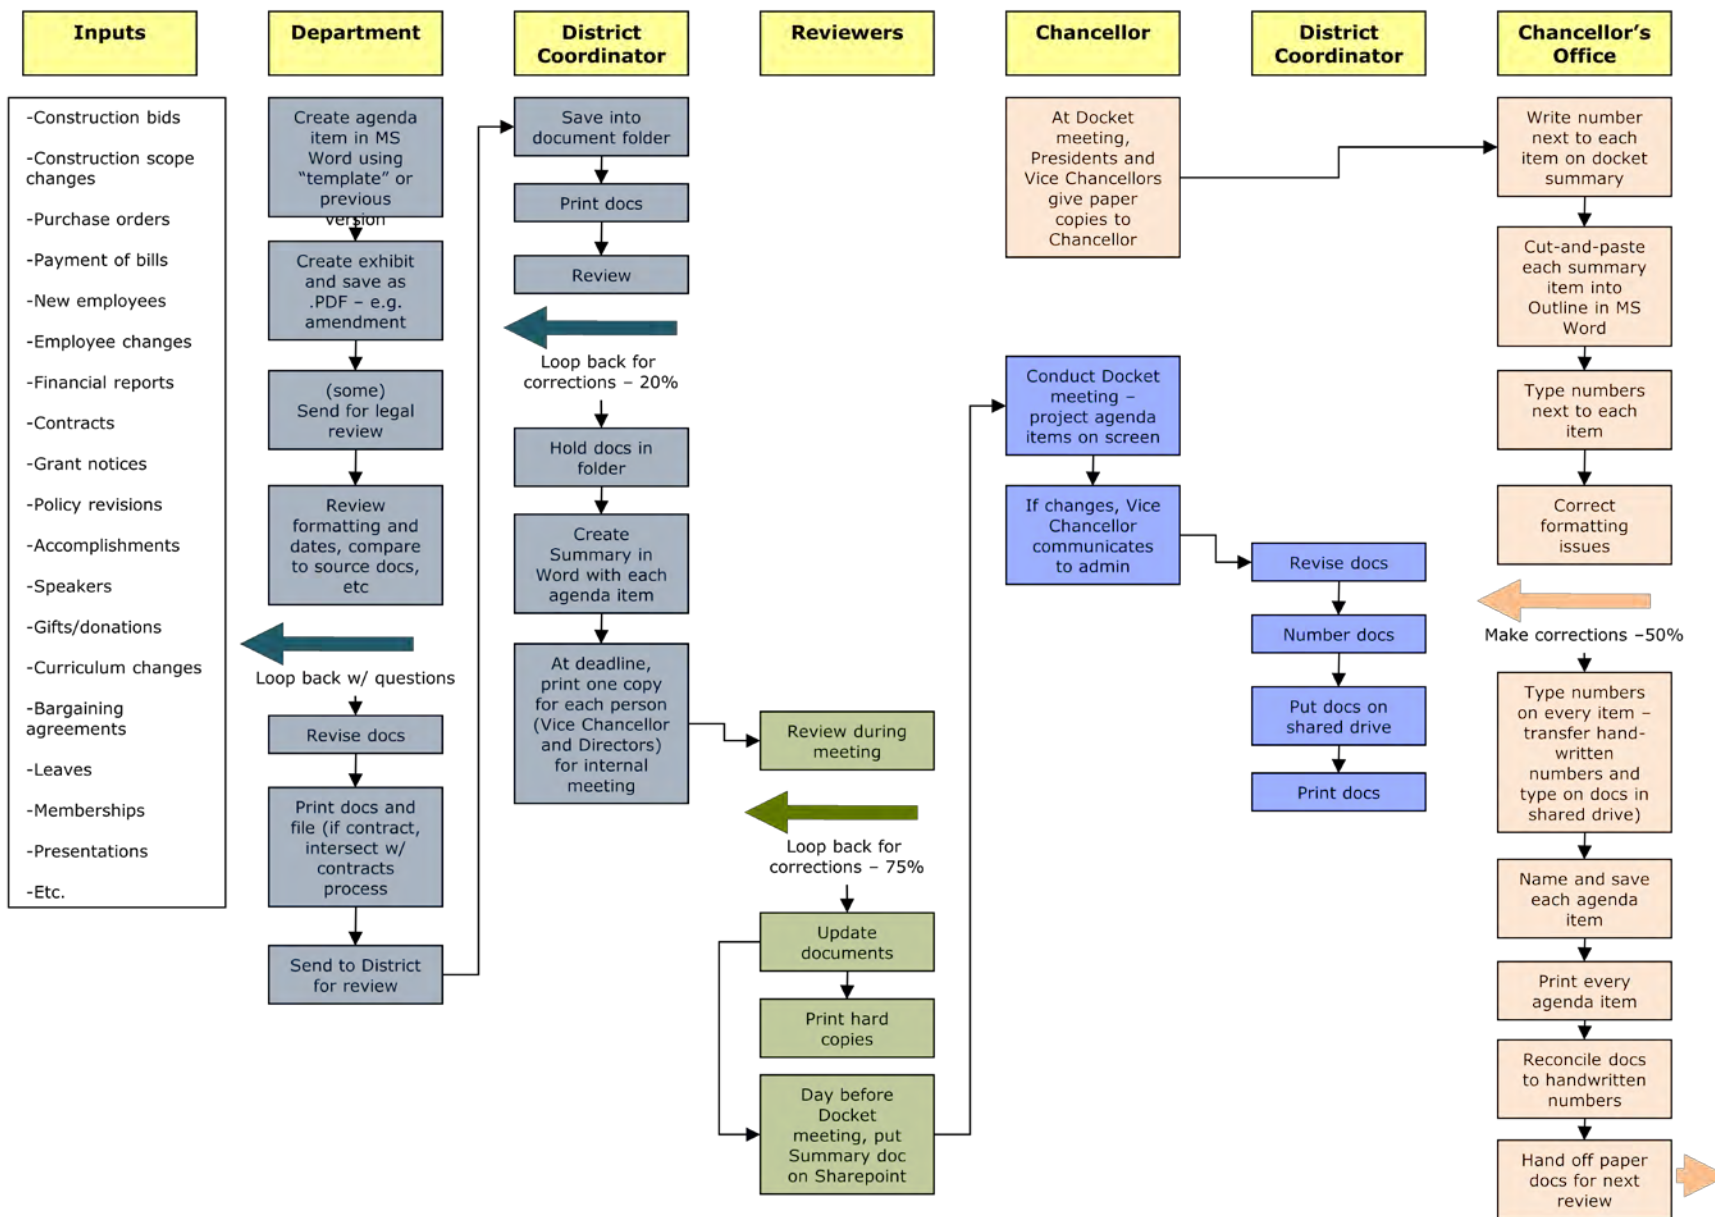 Inputs
Department
District
Coordinator
Reviewers
Chancellor
District
Coordinator
Chancellor's
Office
-Construction bids
-Construction scope
changes
-Purchase orders
-Payment of bills
-New employees
-Employee changes
-Financial reports
-Contracts
-Grant notices
-Policy revisions
-Accomplishments
-Speakers
-Gifts/donations
-Curriculum changes
-Bargaining
agreements
-Leaves
-Memberships
-Presentations
-Etc.
Create agenda
item in MS
Word using
“template” or
previous
version
Create exhibit
and save as
.PDF – e.g.
amendment
(some)
Send for legal
review
Review
formatting and
dates, compare
to source docs,
etc
Loop back w/ questions
Revise docs
Print docs and
file (if contract,
intersect w/
contracts
process
Send to District
for review
Save into
document folder
Print docs
Review
Loop back for
corrections – 20%
Hold docs in
folder
Create
Summary in
Word with each
agenda item
At deadline,
print one copy
for each person
(Vice Chancellor
and Directors)
for internal
meeting
Review during
meeting
Loop back for
corrections – 75%
Update
documents
Print hard
copies
Day before
Docket
meeting, put
Summary doc
on Sharepoint
At Docket
meeting,
Presidents and
Vice Chancellors
give paper
copies to
Chancellor
Conduct Docket
meeting –
project agenda
items on screen
If changes, Vice
Chancellor
communicates
to admin
Revise docs
Number docs
Put docs on
shared drive
Print docs
Write number
next to each
item on docket
summary
Cut-and-paste
each summary
item into
Outline in MS
Word
Type numbers
next to each
item
Correct
formatting
issues
Make corrections –50%
Type numbers
on every item –
transfer hand-
written
numbers and
type on docs in
shared drive)
Name and save
each agenda
item
Print every
agenda item
Reconcile docs
to handwritten
numbers
Hand off paper
docs for next
review